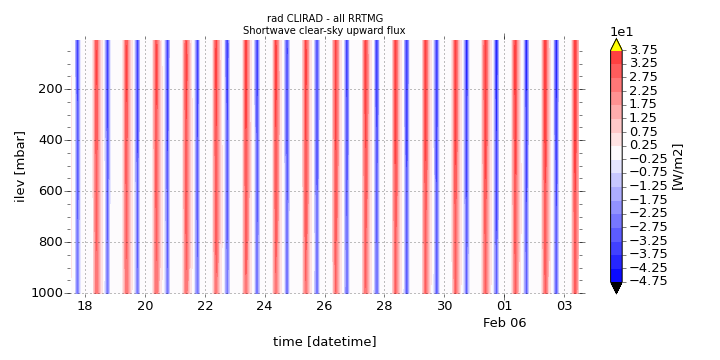 rad CLIRAD - all RRTMG
Shortwave clear-sky upward flux
1e1
3.75
3.25
2.75
2.25
1.75
1.25
0.75
0.25
−0.25
−0.75
−1.25
−1.75
−2.25
−2.75
−3.25
−3.75
−4.25
−4.75
[W/m2]
ilev [mbar]
200
400
600
800
1000
18 20 22 24 26 28 30 01 03
Feb 06
time [datetime]